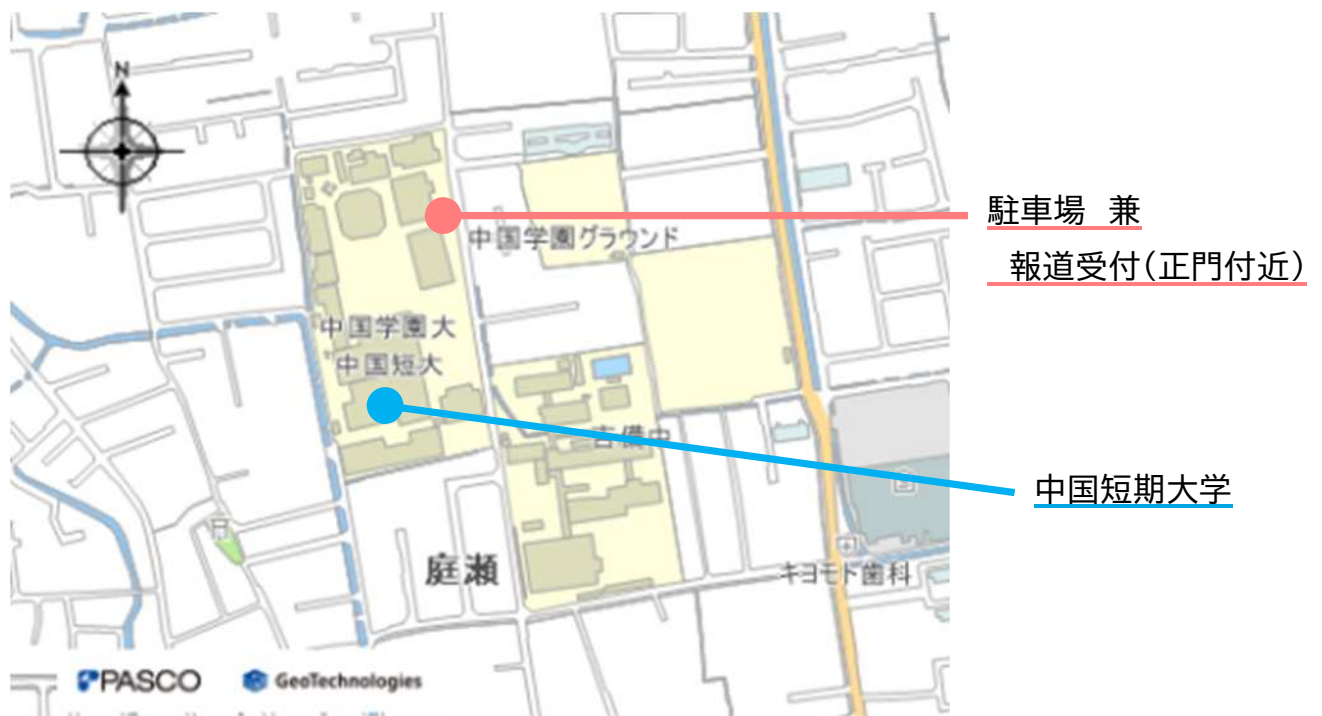 N
駐車場　兼
報道受付(正門付近)
中国学園グラウンド
中国学園大
中国短大
吉備中
中国短期大学
庭瀬
キヨモト歯科
PASCO
GeoTechnologies